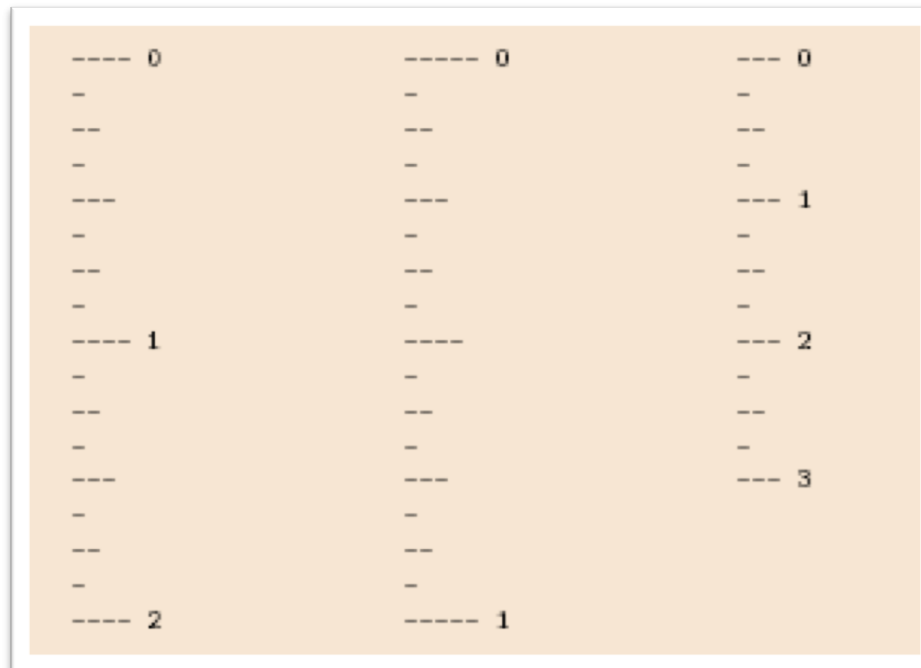 ---- 0 ----- 0 --- 0
- - -
-- -- --
- - -
--- --- --- 1
- - -
-- -- --
- - -
---- 1 ---- --- 2
- - -
-- -- --
- - -
--- --- --- 3
- -
-- --
- -
---- 2 ----- 1